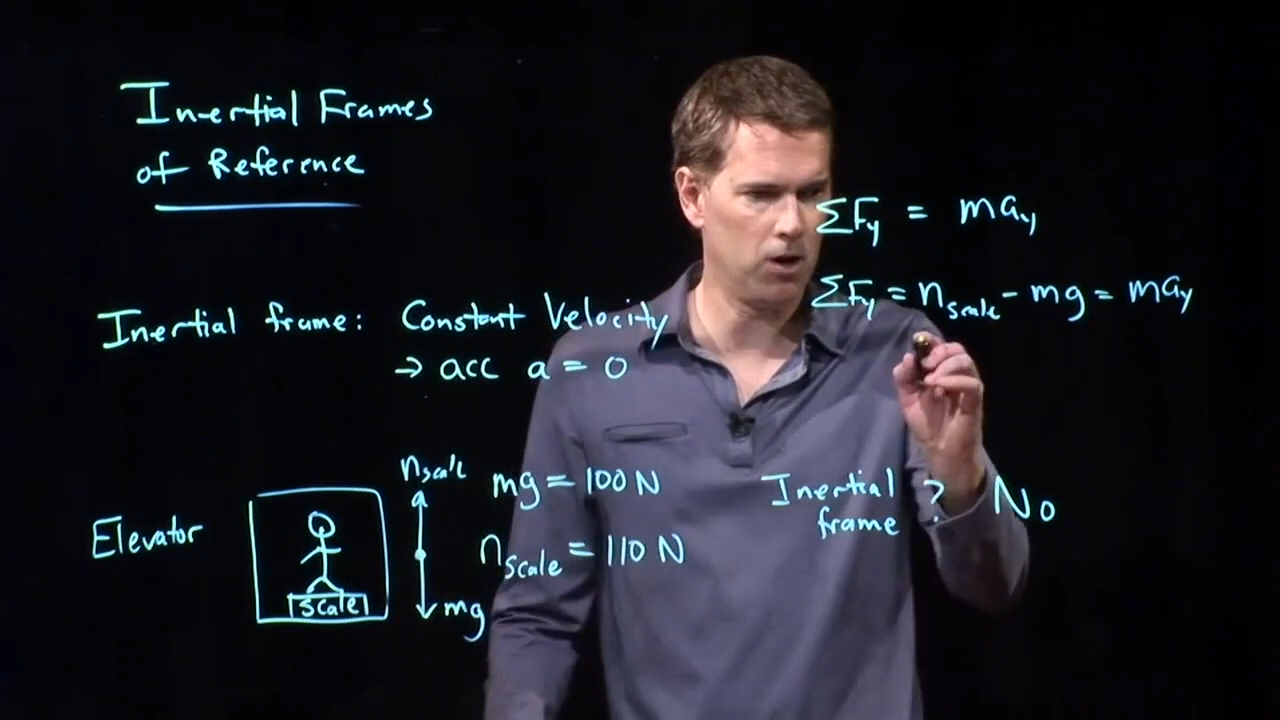 Inertial Frames
of Reference
ΣFy = may
ΣFy = nscale - mg = may
Inertial frame: Constant Velocity
→ acc a = 0
Elevator
scale
nscale
mg
mg = 100 N
nscale = 110 N
Inertial
frame
? No